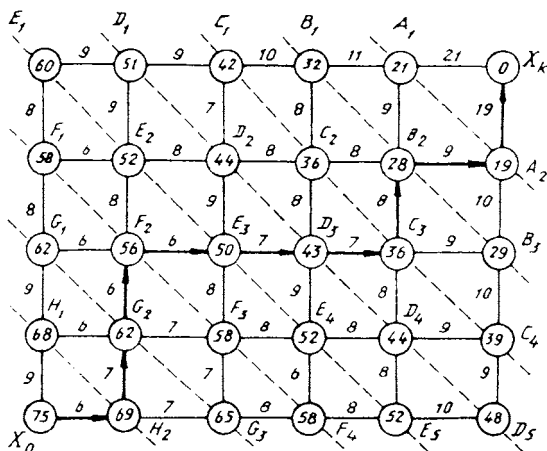 E₁ D₁ C₁ B₁ A₁
9 9 10 11 21
60 51 42 32 21 0 Xₖ
8 9 7 8 9 19
F₁ E₂ D₂ C₂ B₂
6 8 8 8 9
58 52 44 36 28 19 A₂
8 8 9 8 8 10
G₁ F₂ E₃ D₃ C₃
6 6 7 7 9
62 56 50 43 36 29 B₃
9 6 8 9 8 10
H₁ G₂ F₃ E₄ D₄
6 7 8 8 9
68 62 58 52 44 39 C₄
9 7 7 6 8 9
6 7 8 8 10
75 69 65 58 52 48
X₀ H₂ G₃ F₄ E₅ D₅